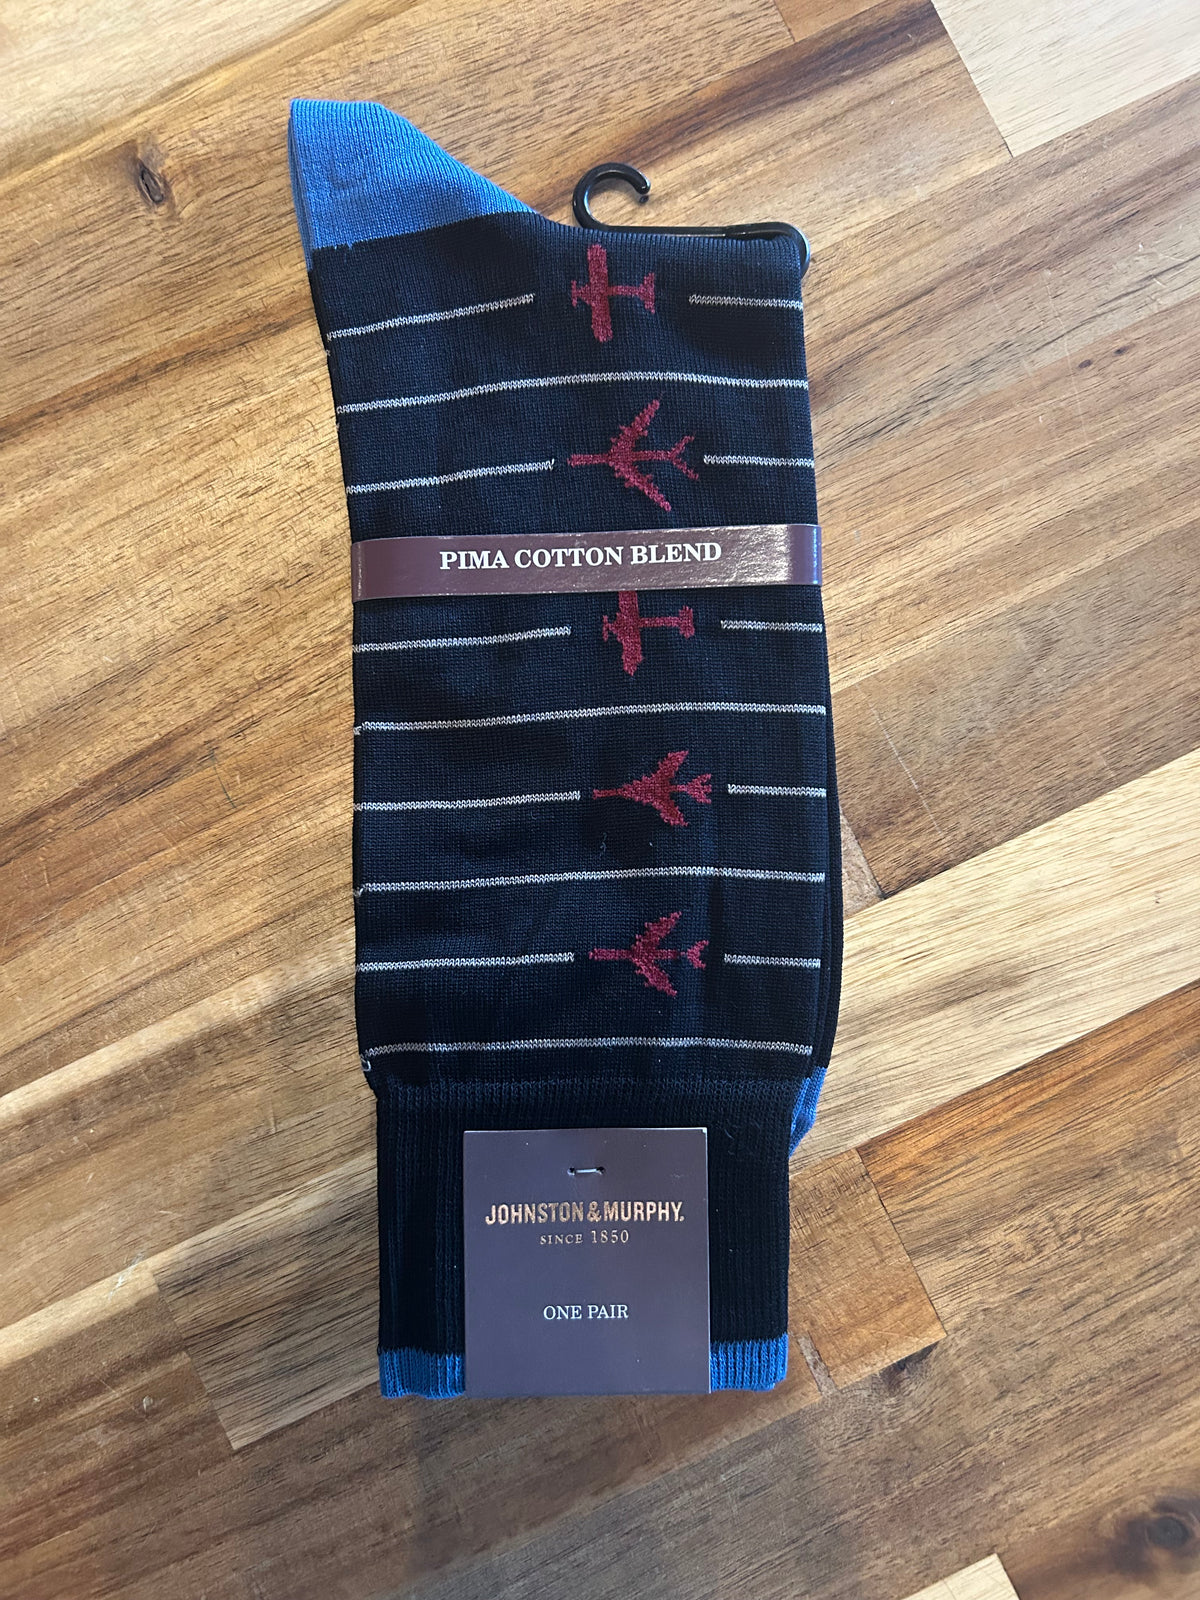 PIMA COTTON BLEND
JOHNSTON & MURPHY.
SINCE 1850
ONE PAIR